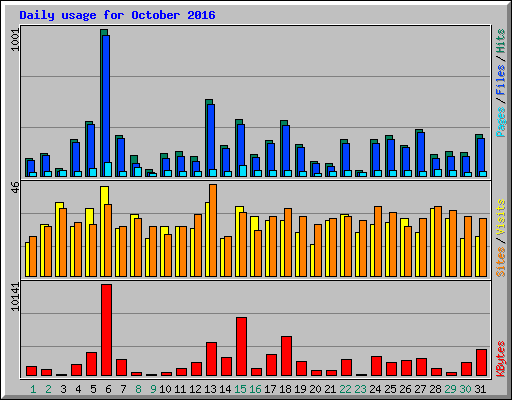 Daily usage for October 2016
1001
Pages / Files / Hits
46
Sites / Visits
10141
KBytes
1 2 3 4 5 6 7 8 9 10 11 12 13 14 15 16 17 18 19 20 21 22 23 24 25 26 27 28 29 30 31